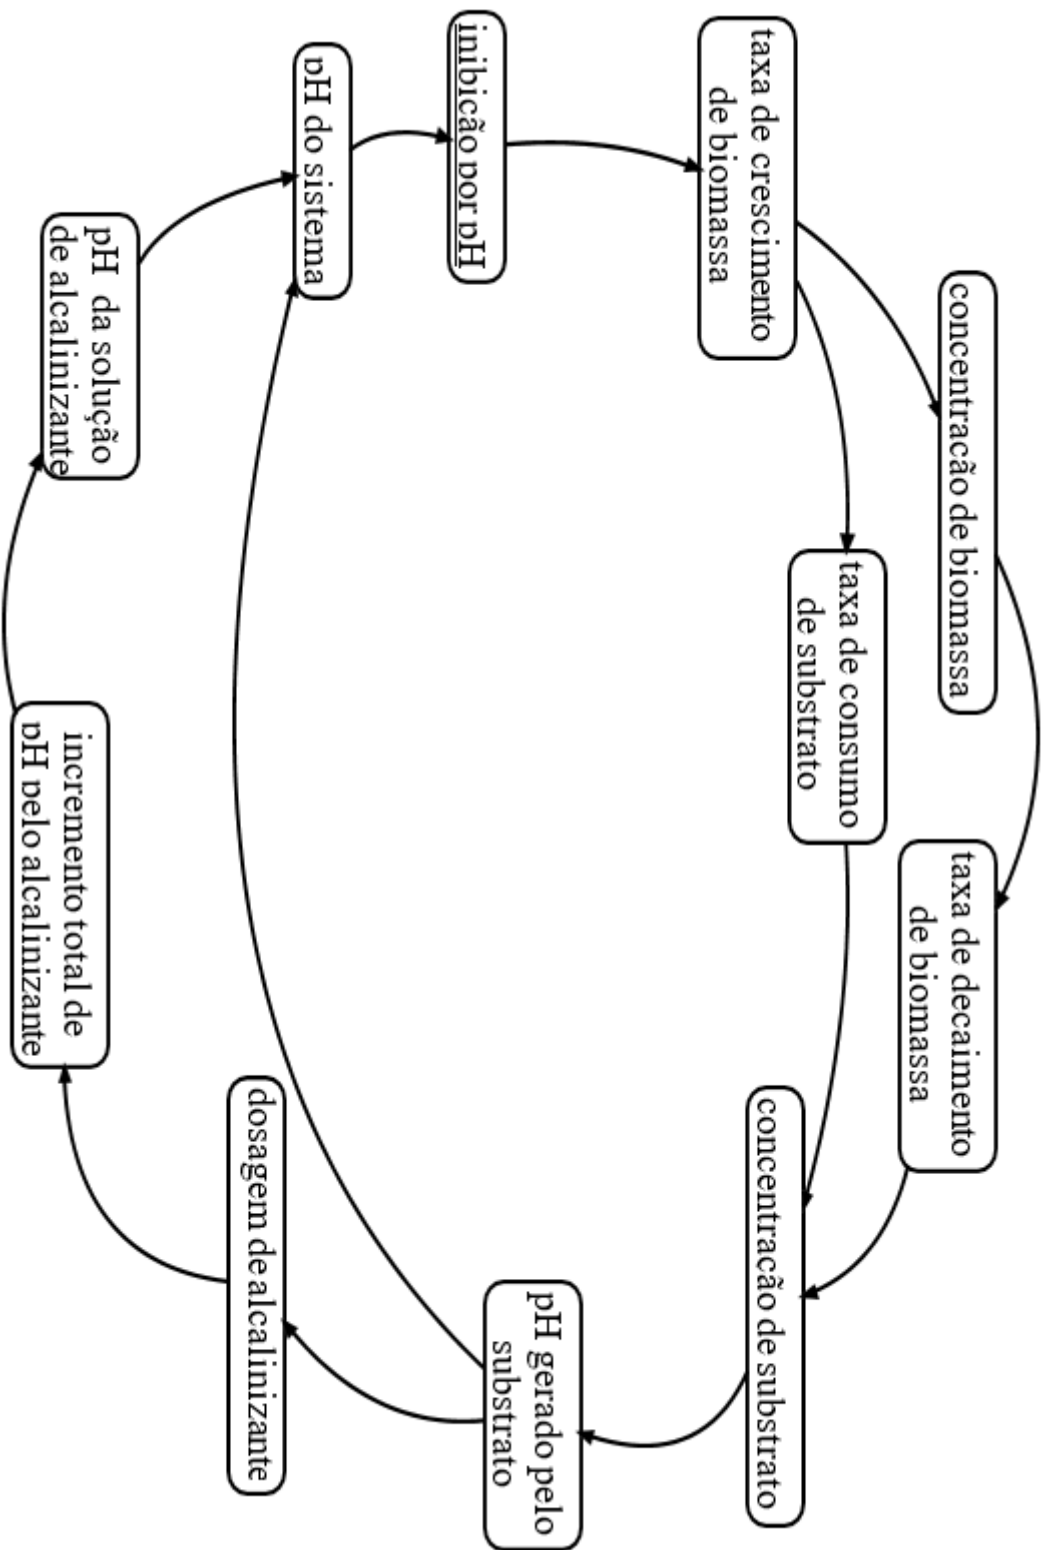 concentração de biomassa
taxa de decaimento
de biomassa
taxa de crescimento
de biomassa
taxa de consumo
de substrato
concentração de substrato
inibição por pH
pH gerado pelo
substrato
pH do sistema
dosagem de alcalinizante
pH da solução
de alcalinizante
incremento total de
pH pelo alcalinizante